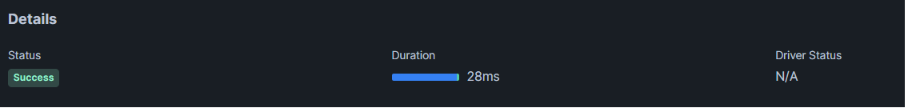 Details
Status
Duration
Driver Status
Success
28ms
N/A